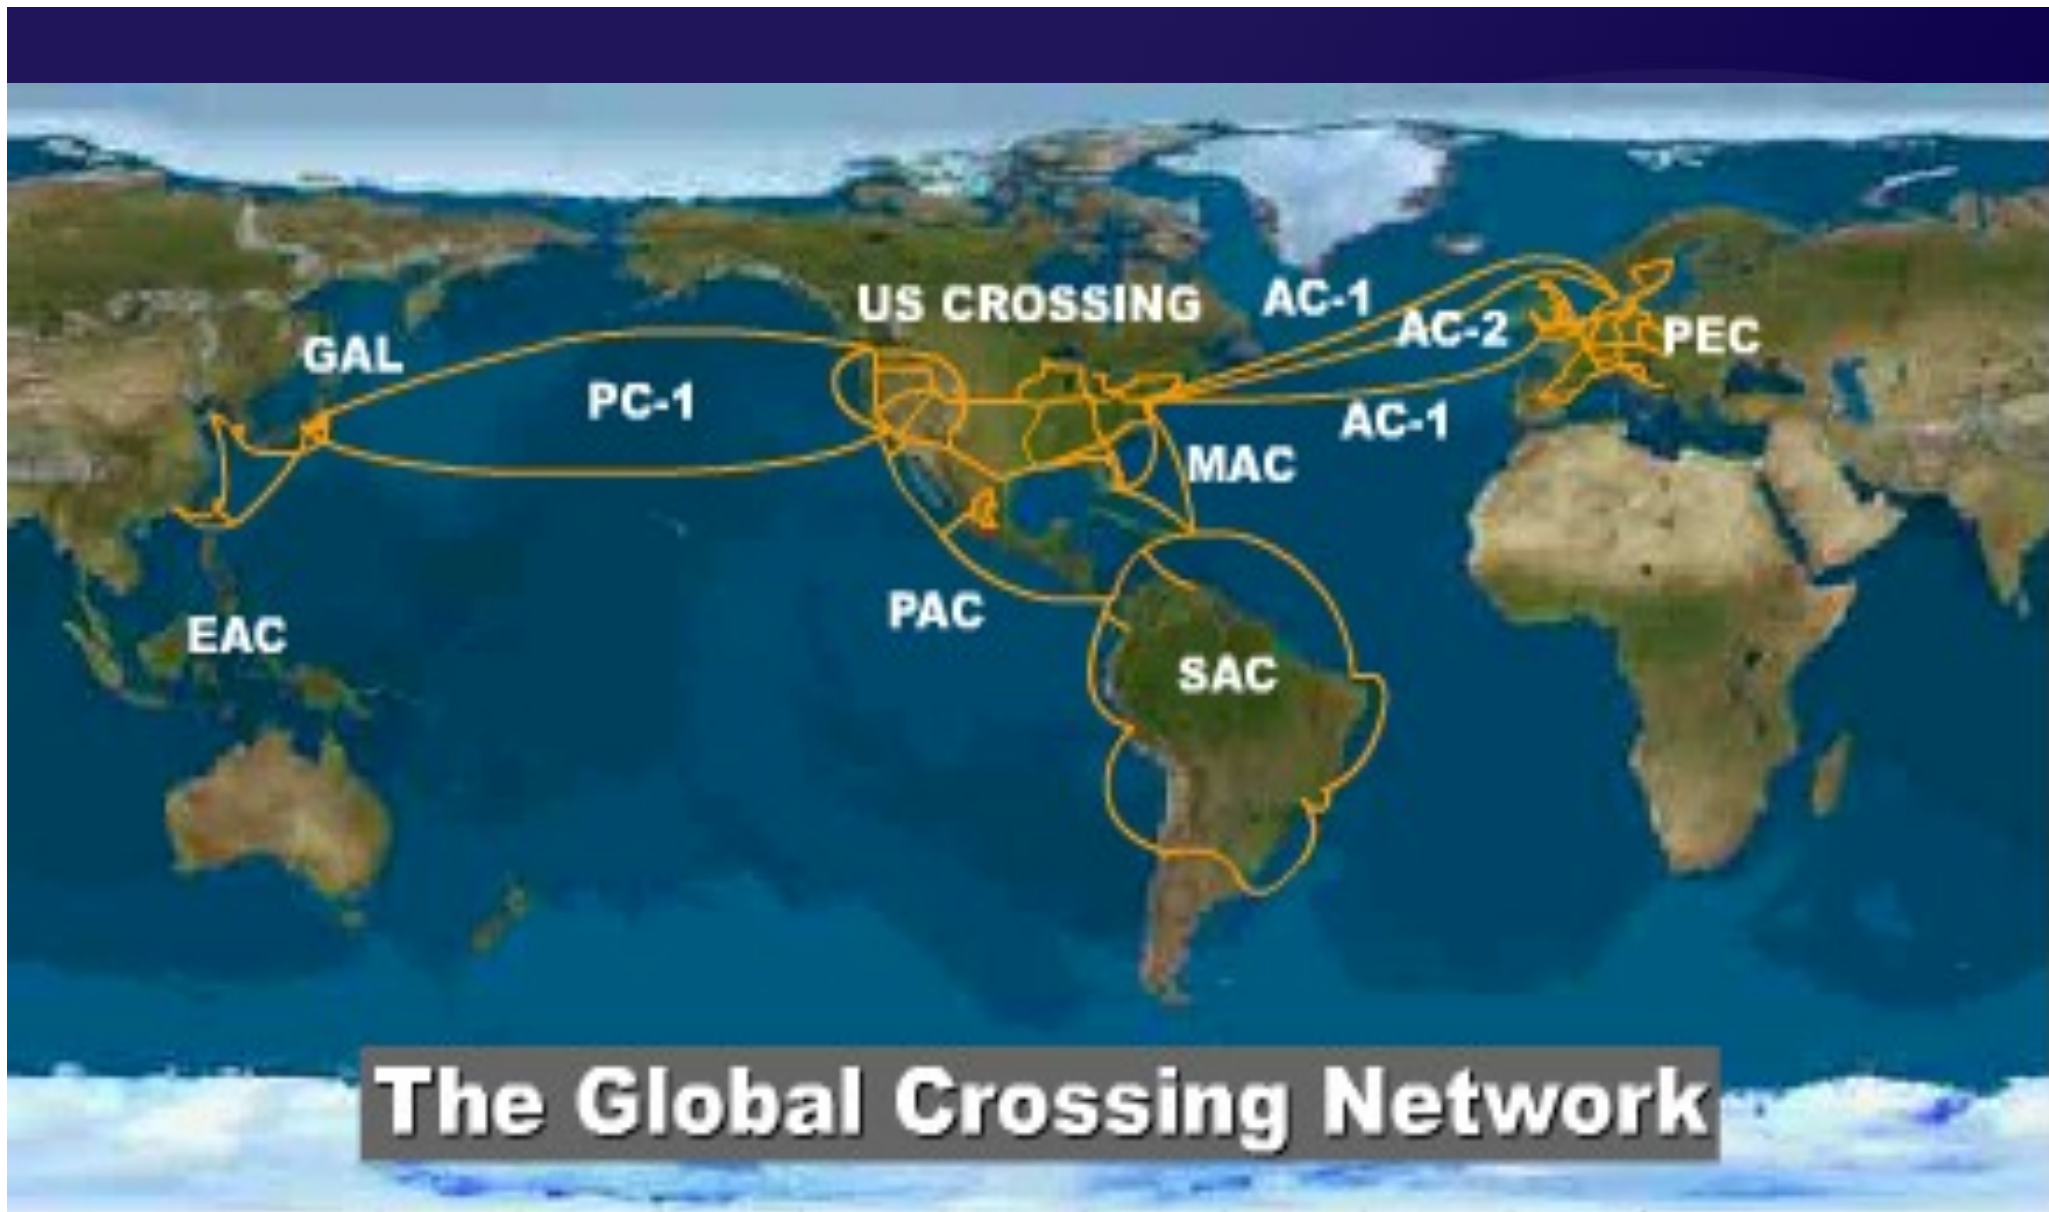 US CROSSING
AC-1
AC-2
PEC
GAL
PC-1
AC-1
MAC
PAC
EAC
SAC
The Global Crossing Network